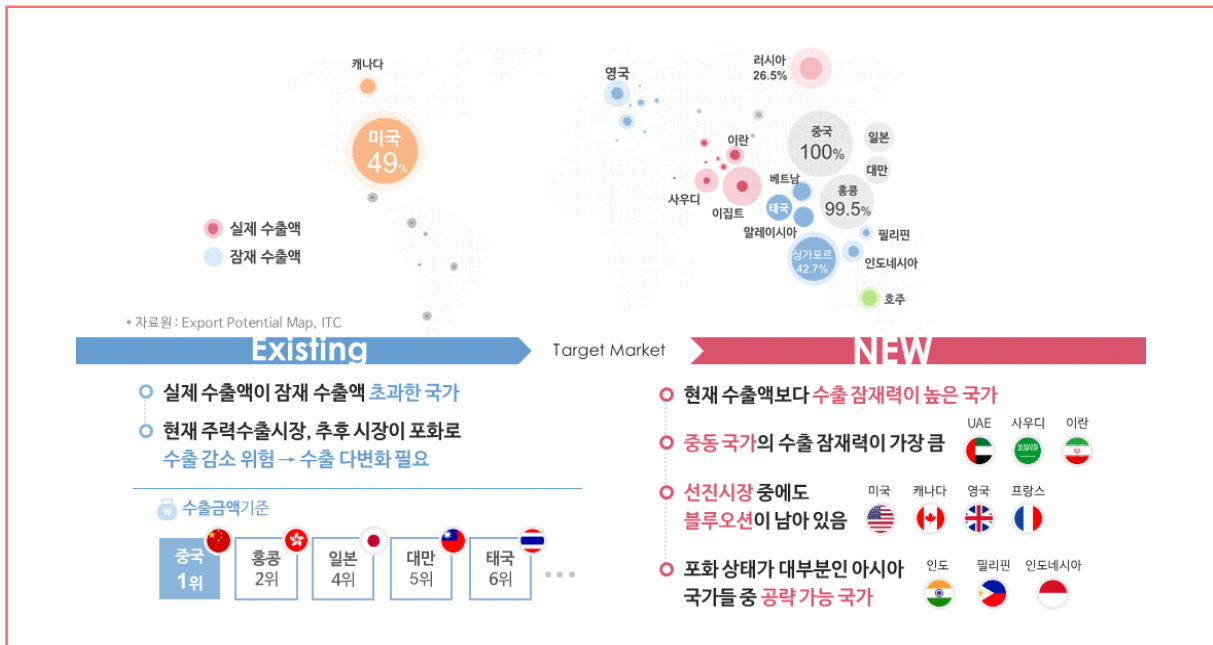 캐나다
미국
49%
영국
러시아
26.5%
중국
100%
일본
대만
홍콩
99.5%
이란
사우디
이집트
베트남
태국
말레이시아
싱가포르
42.7%
필리핀
인도네시아
호주
실제 수출액
잠재 수출액
* 자료원 : Export Potential Map, ITC
Existing
Target Market
NEW
실제 수출액이 잠재 수출액 초과한 국가
현재 주력수출시장, 추후 시장이 포화로
수출 감소 위험 → 수출 다변화 필요
₩ 수출금액기준
중국
1위
홍콩
2위
일본
4위
대만
5위
태국
6위
●●●
현재 수출액보다 수출 잠재력이 높은 국가
중동 국가의 수출 잠재력이 가장 큼
UAE 사우디 이란
선진시장 중에도
블루오션이 남아 있음
미국 캐나다 영국 프랑스
포화 상태가 대부분인 아시아
국가들 중 공략 가능 국가
인도 필리핀 인도네시아